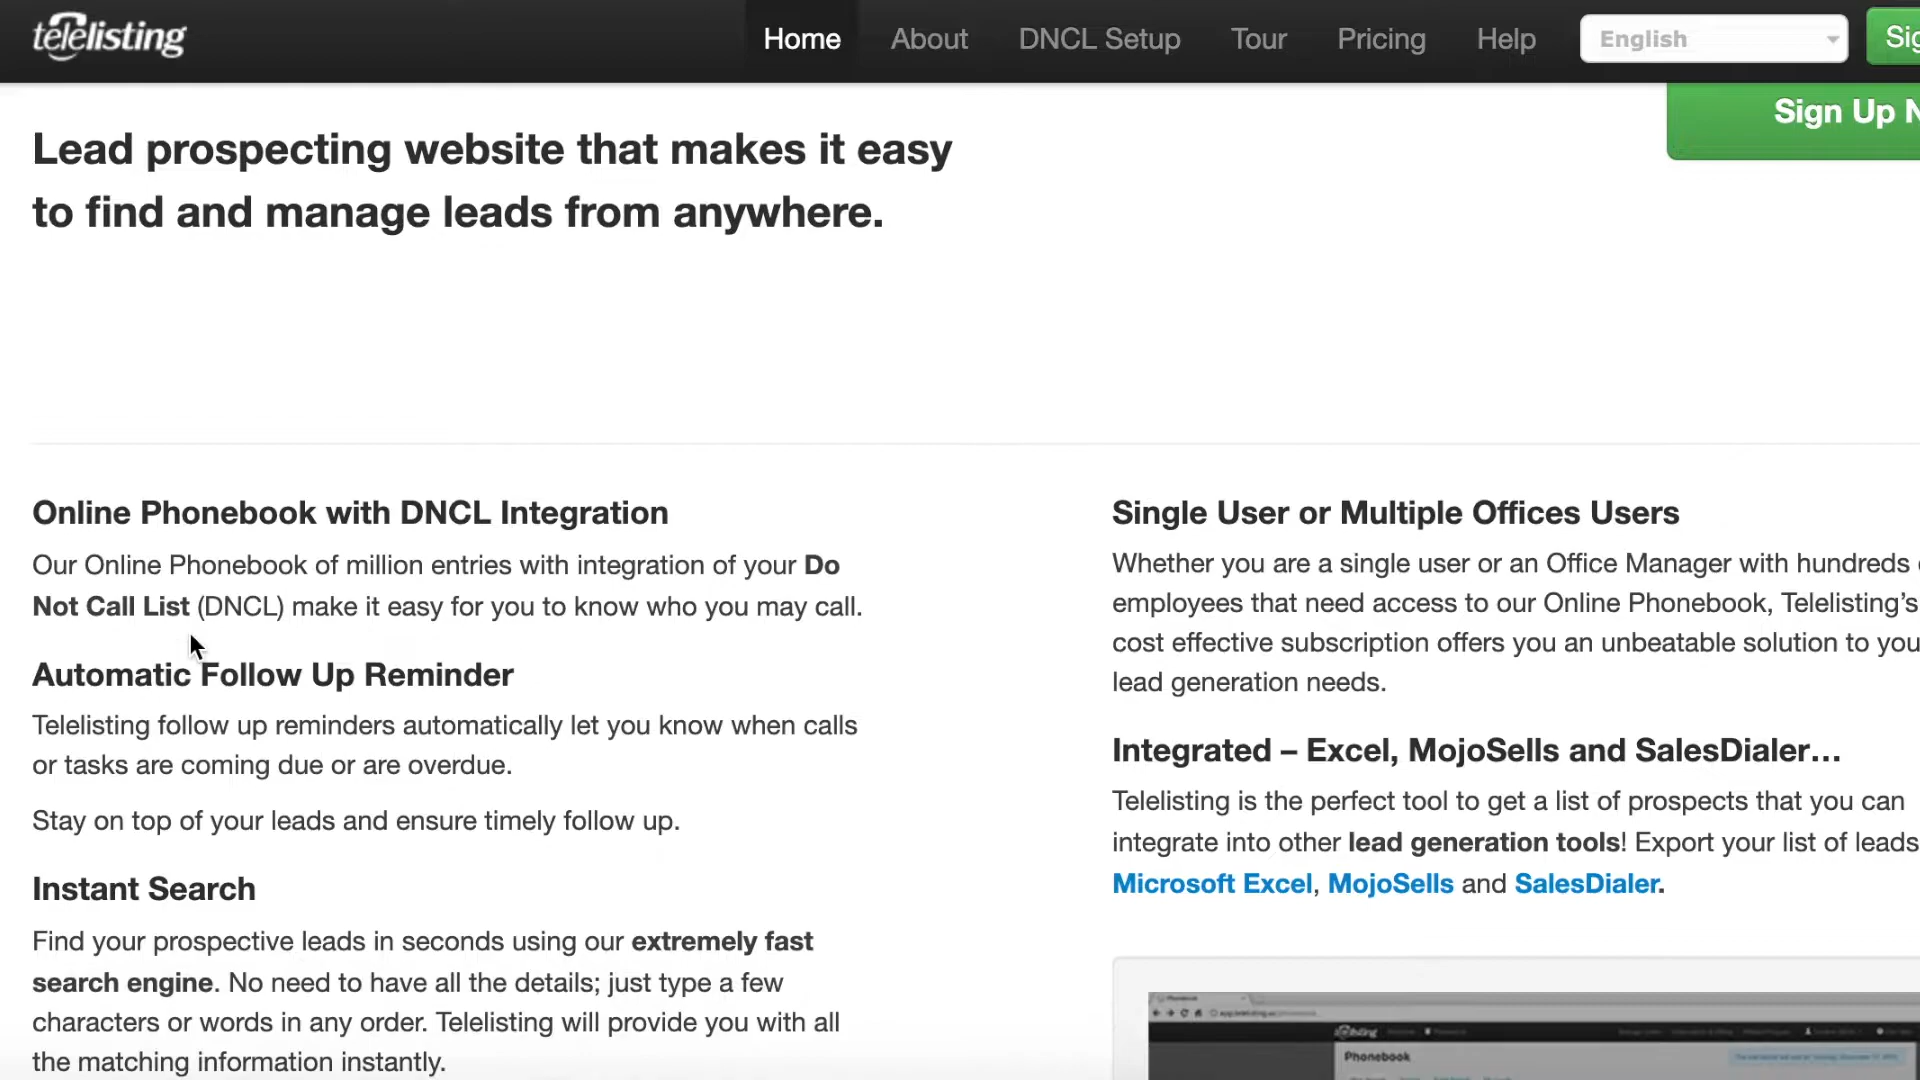 telelisting
Home About DNCL Setup Tour Pricing Help English
Sign Up
Lead prospecting website that makes it easy
to find and manage leads from anywhere.
Online Phonebook with DNCL Integration
Our Online Phonebook of million entries with integration of your Do
Not Call List (DNCL) make it easy for you to know who you may call.
Automatic Follow Up Reminder
Telelisting follow up reminders automatically let you know when calls
or tasks are coming due or are overdue.
Stay on top of your leads and ensure timely follow up.
Instant Search
Find your prospective leads in seconds using our extremely fast
search engine. No need to have all the details; just type a few
characters or words in any order. Telelisting will provide you with all
the matching information instantly.
Single User or Multiple Offices Users
Whether you are a single user or an Office Manager with hundreds
employees that need access to our Online Phonebook, Telelisting’s
cost effective subscription offers you an unbeatable solution to
lead generation needs.
Integrated – Excel, MojoSells and SalesDialer…
Telelisting is the perfect tool to get a list of prospects that you can
integrate into other lead generation tools! Export your list of leads
Microsoft Excel, MojoSells and SalesDialer.
telelisting
Phonebook